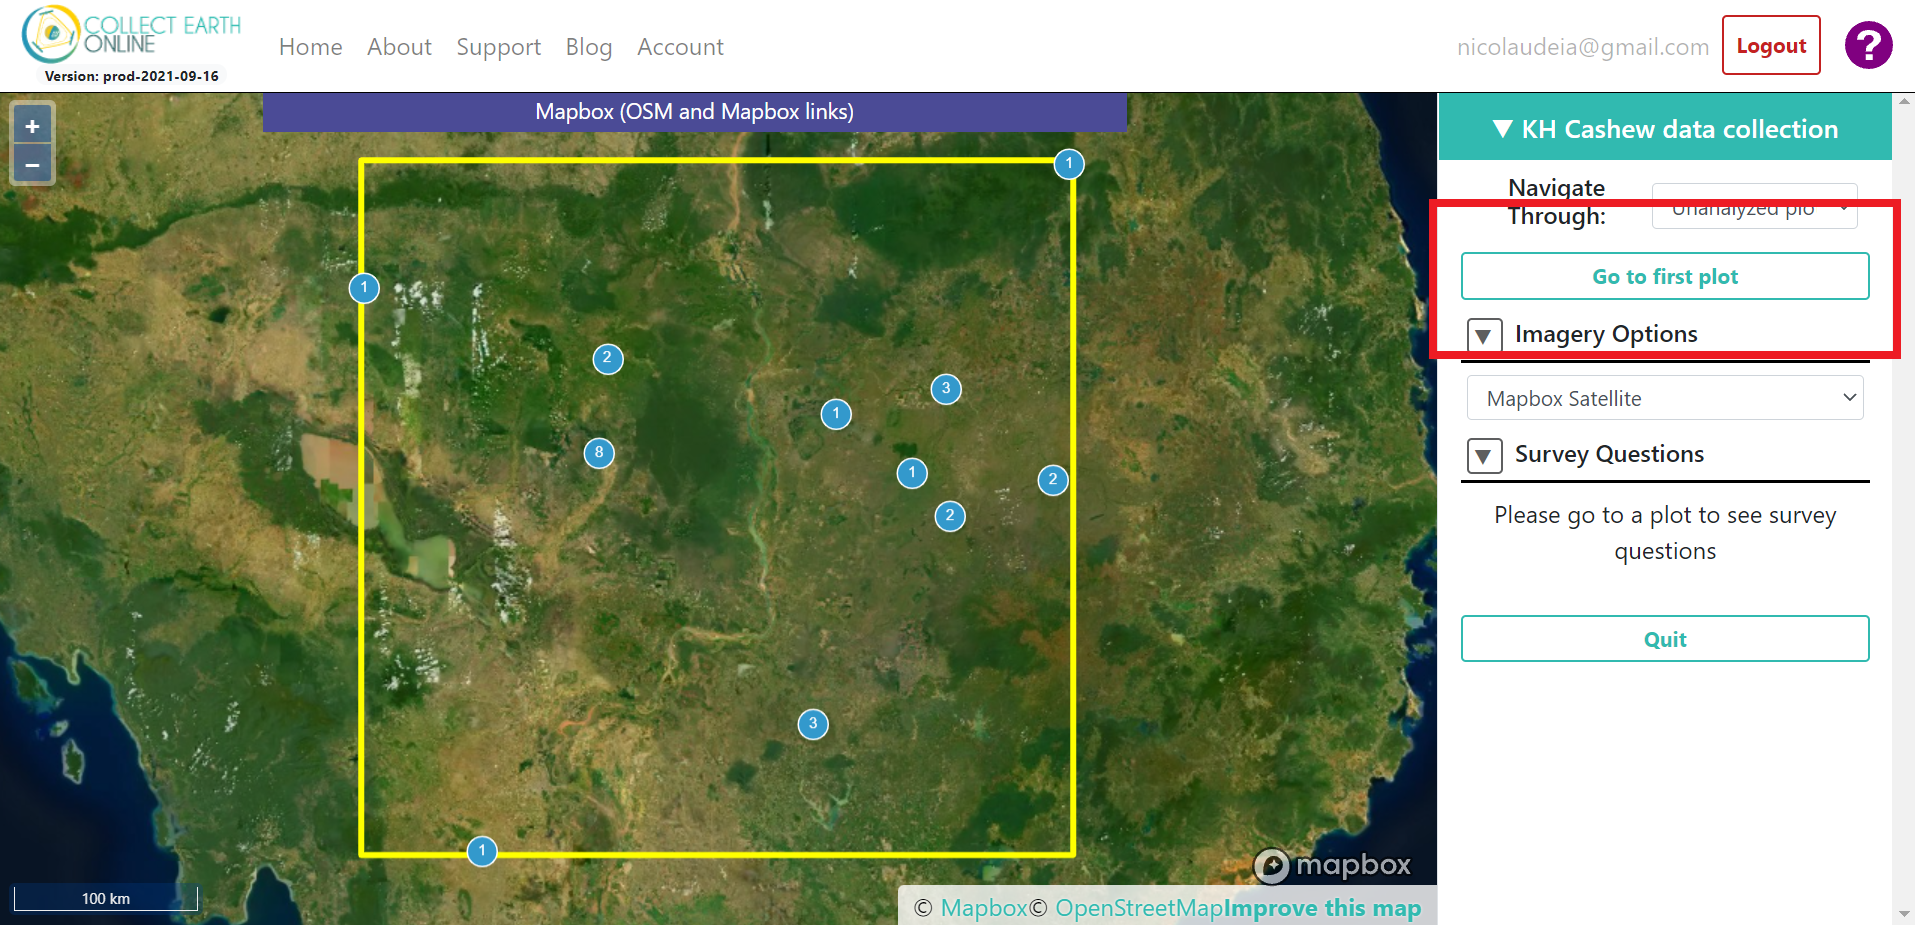 COLLECT EARTH
ONLINE
Version: prod-2021-09-16
Home About Support Blog Account
nicolaudeia@gmail.com Logout ?
Mapbox (OSM and Mapbox links)
+
−
1
1
2
3
1
8
1
2
2
3
1
100 km
mapbox
© Mapbox© OpenStreetMapImprove this map
▼ KH Cashew data collection
Navigate
Through:
Unanalyzed plo
Go to first plot
▼ Imagery Options
Mapbox Satellite
▼ Survey Questions
Please go to a plot to see survey
questions
Quit